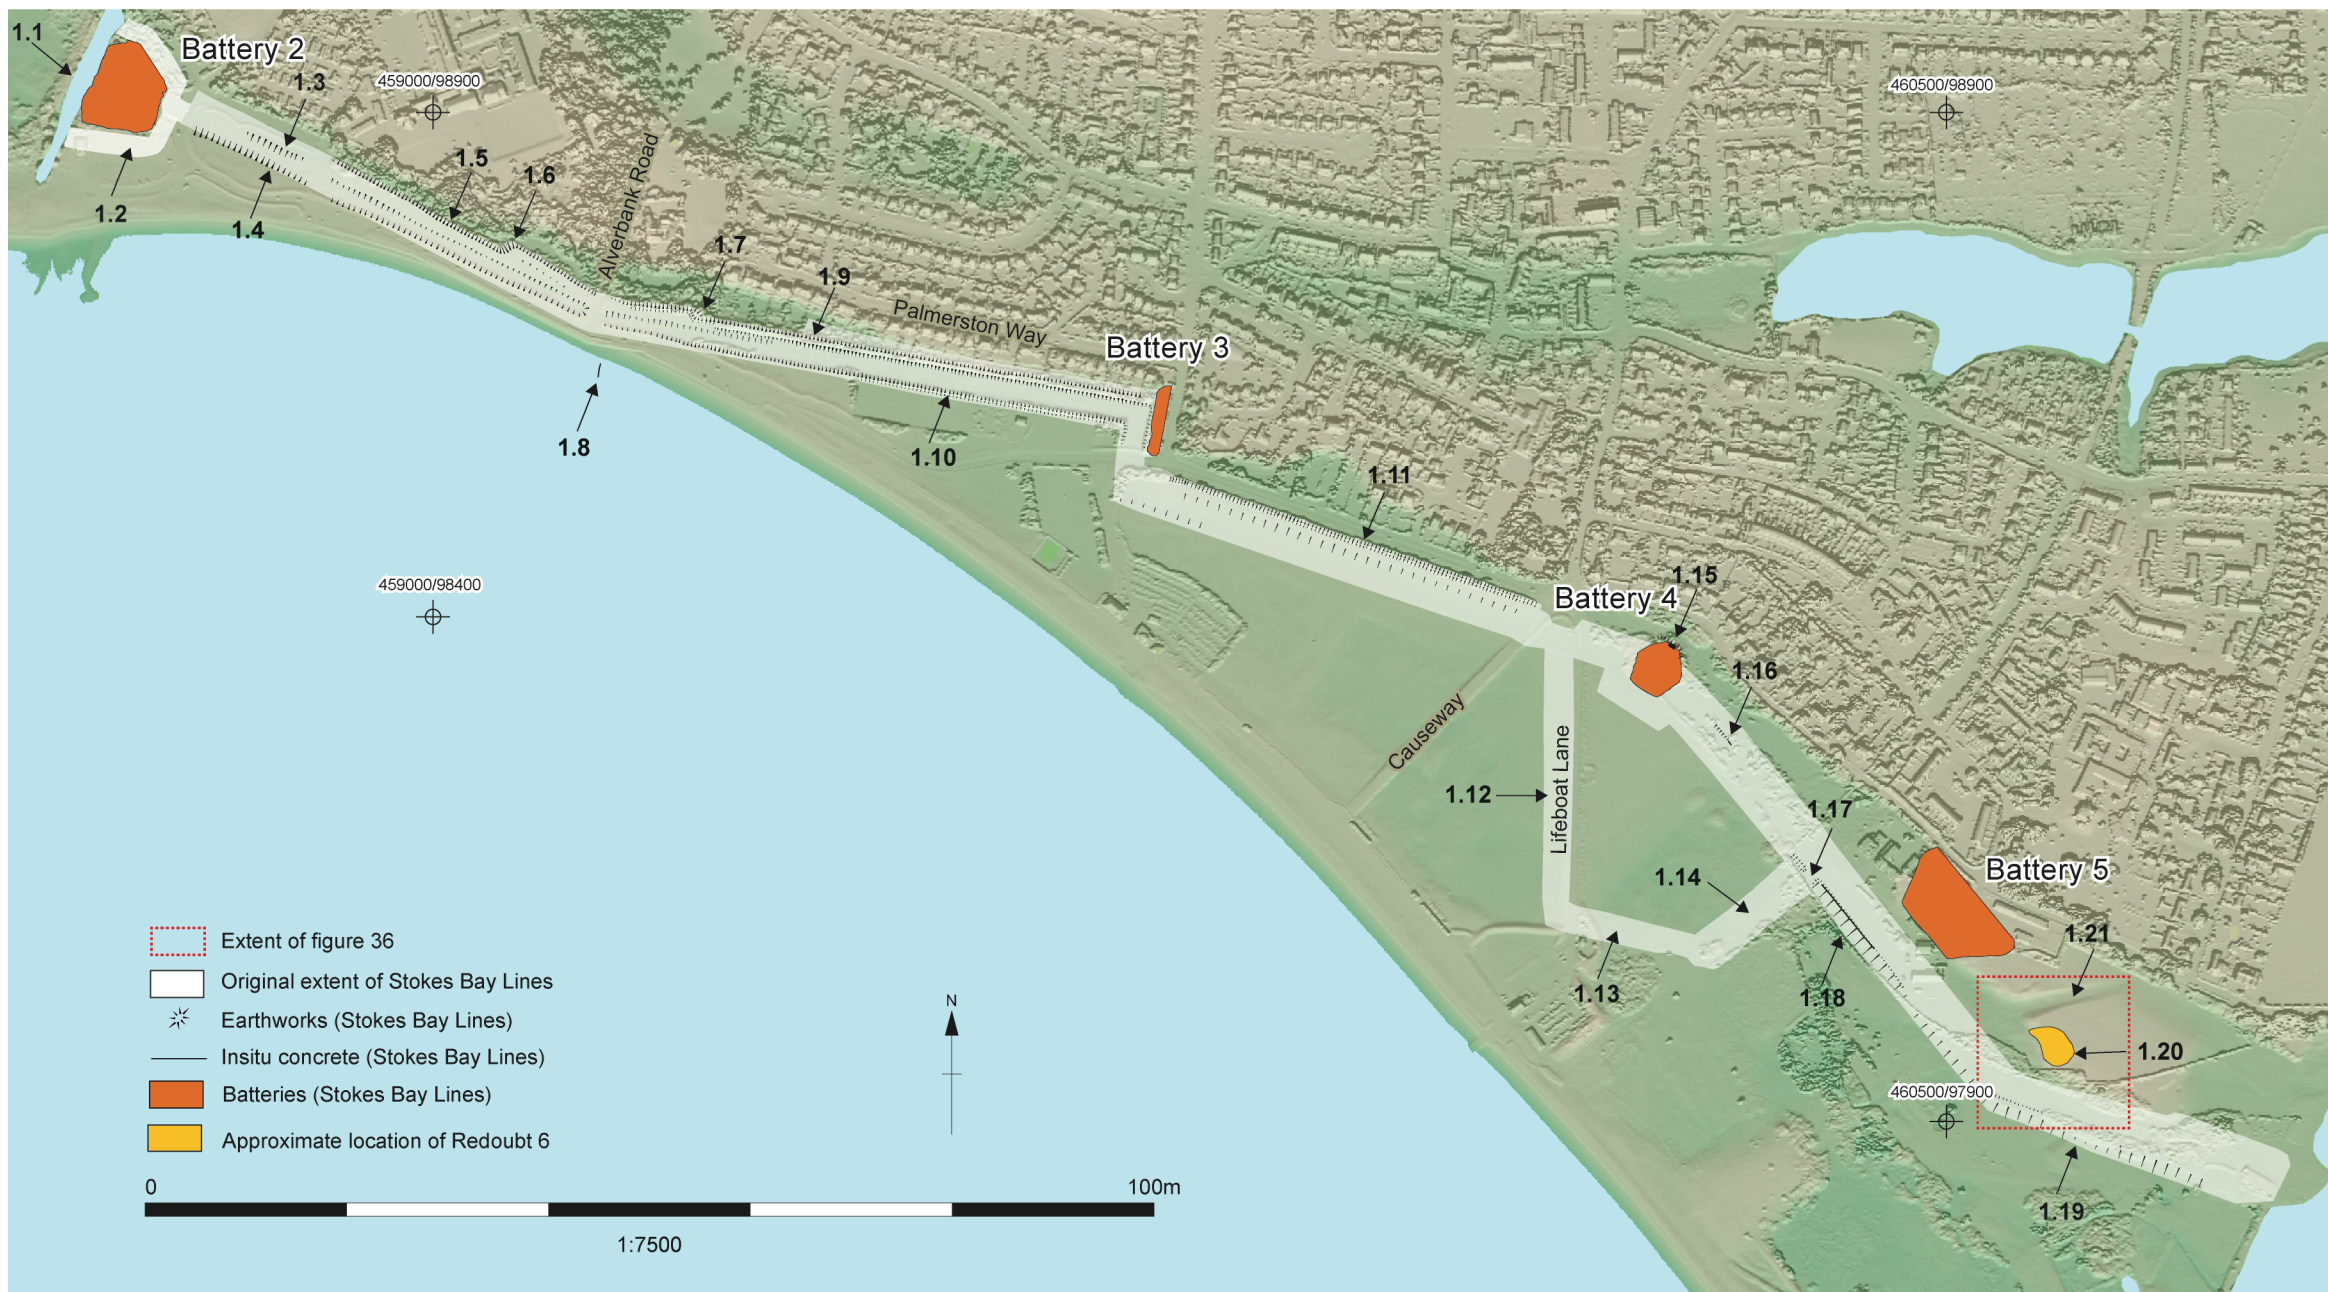 1.1
Battery 2
1.3
459000/98900
460500/98900
1.5
1.6
Alverbank Road
1.2
1.4
1.7
1.9
Palmerston Way
Battery 3
1.8
1.10
1.11
459000/98400
1.15
Battery 4
1.16
Causeway
Lifeboat Lane
1.12
1.17
1.14
Battery 5
1.21
1.13
1.18
1.20
460500/97900
1.19
Extent of figure 36
Original extent of Stokes Bay Lines
Earthworks (Stokes Bay Lines)
Insitu concrete (Stokes Bay Lines)
Batteries (Stokes Bay Lines)
Approximate location of Redoubt 6
N
0
100m
1:7500